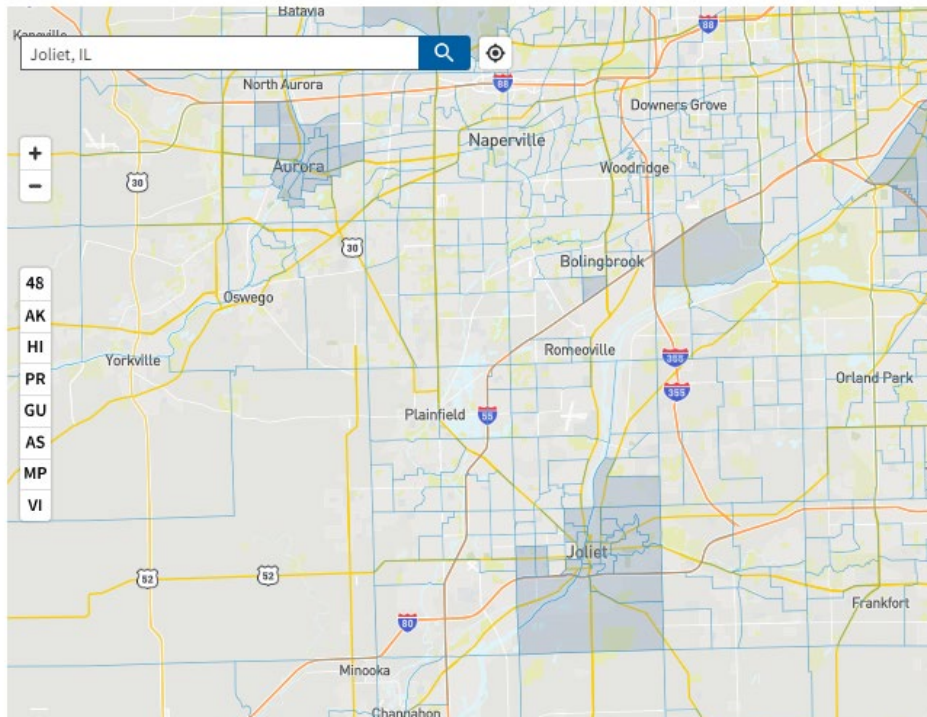 Batavia
88
Joliet, IL
88
North Aurora
Downers Grove
Naperville
Aurora
Woodridge
+
30
−
30
Bolingbrook
48
Oswego
AK
HI
Romeoville
355
Yorkville
PR
Orland Park
355
GU
Plainfield
55
AS
MP
VI
Joliet
52
52
Frankfort
80
Minooka
Channahon